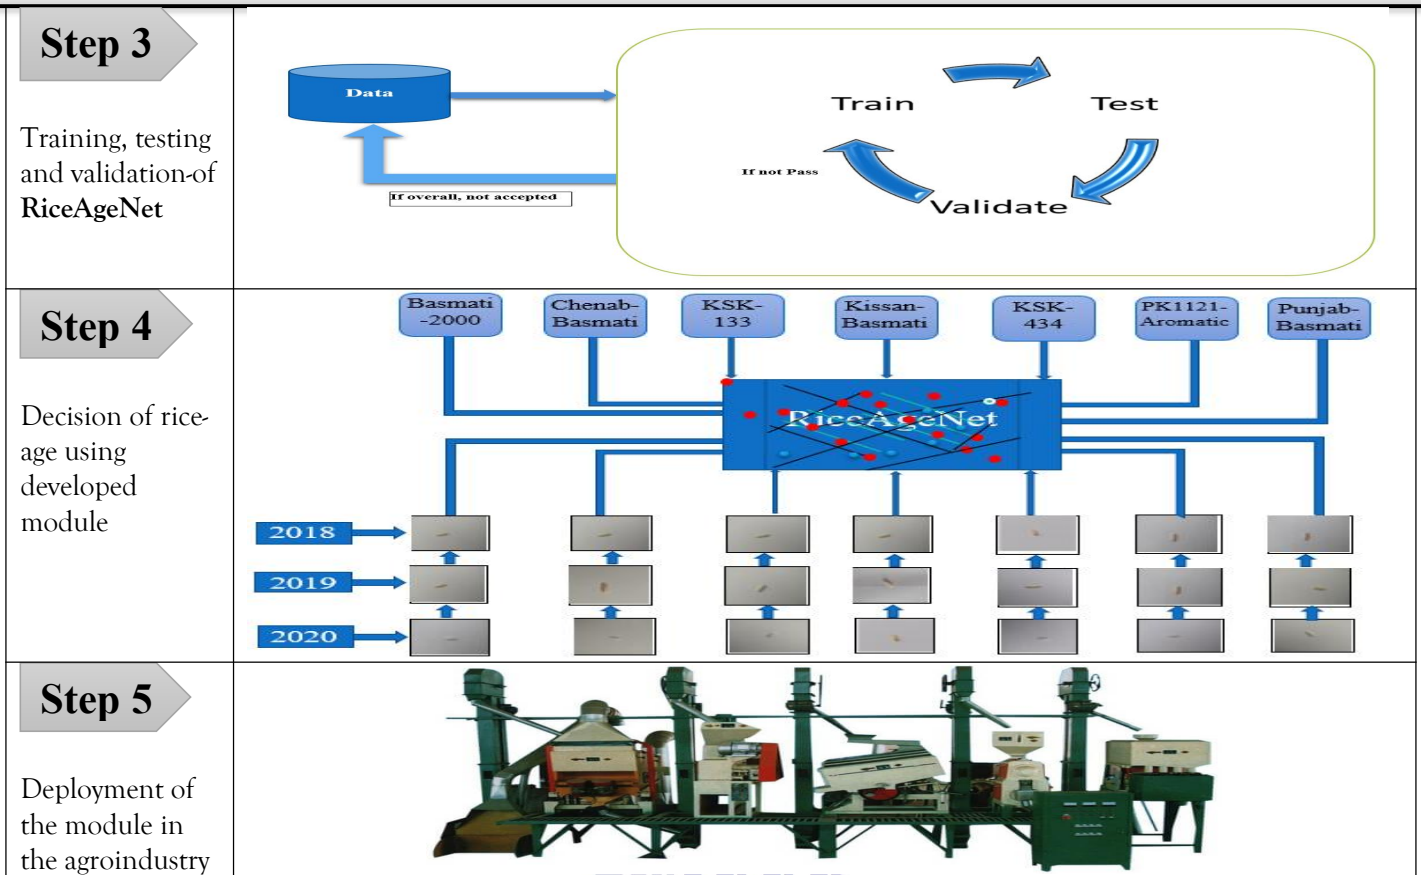 Step 3
Training, testing
and validation-of
RiceAgeNet
Data
If overall, not accepted
Train
Test
If not Pass
Validate
Step 4
Decision of rice-
age using
developed
module
Basmati
-2000
Chenab-
Basmati
KSK-
133
Kissan-
Basmati
KSK-
434
PK1121-
Aromatic
Punjab-
Basmati
RiceAgeNet
2018
2019
2020
Step 5
Deployment of
the module in
the agroindustry